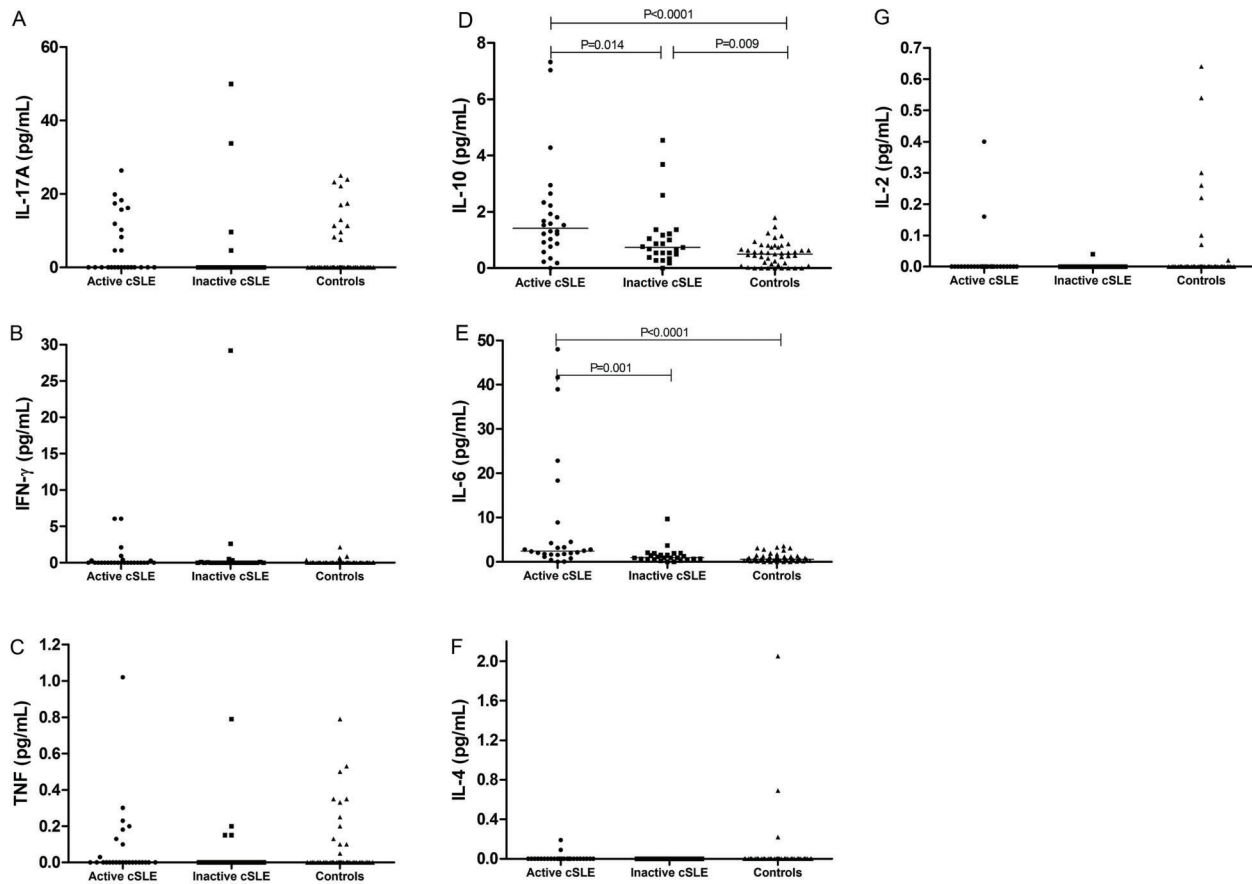 A
IL-17A (pg/mL)
60
40
20
0
Active cSLE Inactive cSLE Controls
B
IFN-γ (pg/mL)
30
25
20
15
10
5
0
Active cSLE Inactive cSLE Controls
C
TNF (pg/mL)
1.2
1.0
0.8
0.6
0.4
0.2
0.0
Active cSLE Inactive cSLE Controls
D
P<0.0001
P=0.014 P=0.009
IL-10 (pg/mL)
8
6
4
2
0
Active cSLE Inactive cSLE Controls
E
P<0.0001
P=0.001
IL-6 (pg/mL)
50
40
30
20
10
0
Active cSLE Inactive cSLE Controls
F
IL-4 (pg/mL)
2.0
1.6
1.2
0.8
0.4
0.0
Active cSLE Inactive cSLE Controls
G
IL-2 (pg/mL)
0.7
0.6
0.5
0.4
0.3
0.2
0.1
0.0
Active cSLE Inactive cSLE Controls